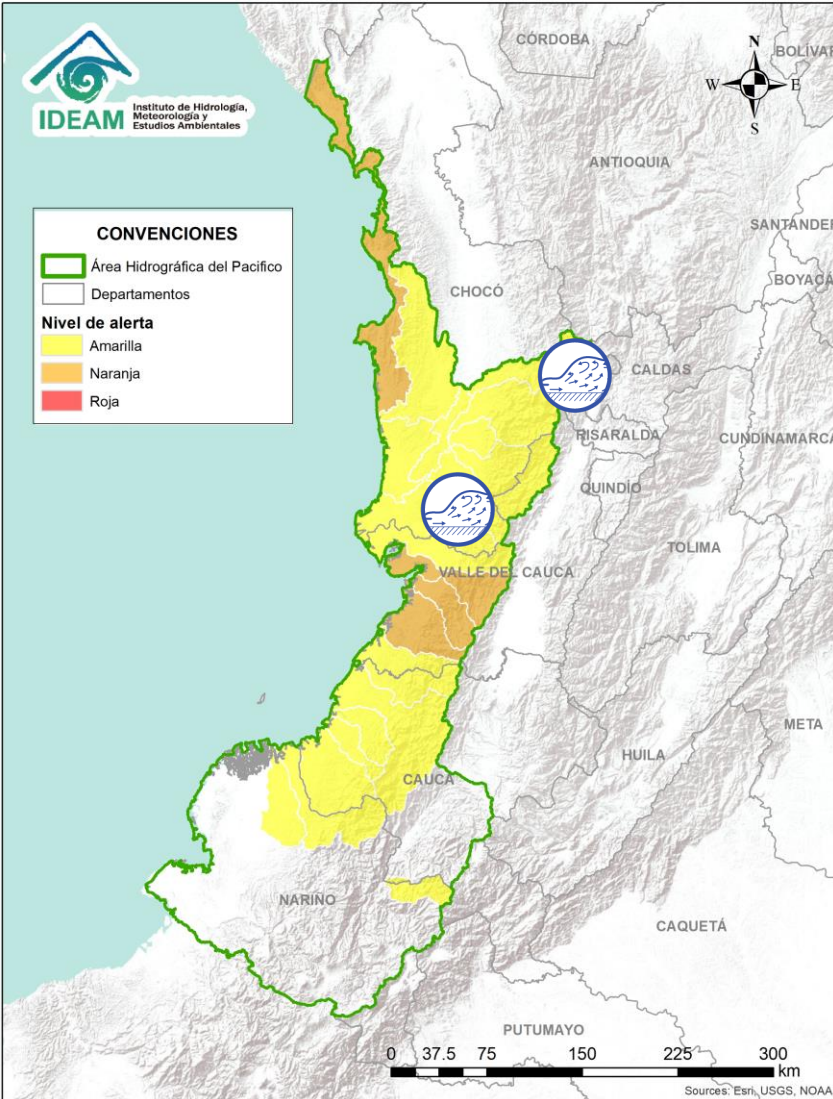 IDEAM
Instituto de Hidrología,
Meteorología y
Estudios Ambientales
CÓRDOBA
BOLÍVAR
N
W
E
S
ANTIOQUIA
SANTANDER
BOYACÁ
CONVENCIONES
Área Hidrográfica del Pacifico
Departamentos
Nivel de alerta
Amarilla
Naranja
Roja
CHOCÓ
CALDAS
RISARALDA
CUNDINAMARCA
QUINDÍO
TOLIMA
VALLE DEL CAUCA
META
HUILA
CAUCA
NARIÑO
CAQUETÁ
PUTUMAYO
0 37.5 75 150 225 300
km
Sources: Esri, USGS, NOAA